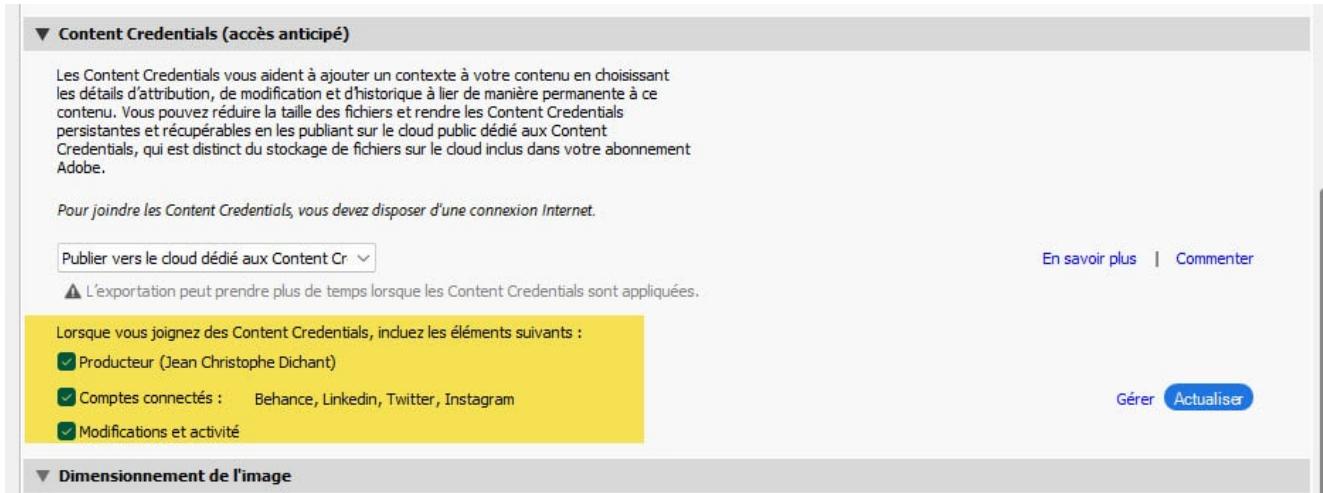 Content Credentials (accès anticipé)
Les Content Credentials vous aident à ajouter un contexte à votre contenu en choisissant
les détails d'attribution, de modification et d'historique à lier de manière permanente à ce
contenu. Vous pouvez réduire la taille des fichiers et rendre les Content Credentials
persistantes et récupérables en les publiant sur le cloud public dédié aux Content
Credentials, qui est distinct du stockage de fichiers sur le cloud inclus dans votre abonnement
Adobe.
Pour joindre les Content Credentials, vous devez disposer d'une connexion Internet.
Publier vers le cloud dédié aux Content Cr
En savoir plus | Commenter
L'exportation peut prendre plus de temps lorsque les Content Credentials sont appliquées.
Lorsque vous joignez des Content Credentials, incluez les éléments suivants :
Producteur (Jean Christophe Dichant)
Comptes connectés : Behance, Linkedin, Twitter, Instagram
Gérer Actualiser
Modifications et activité
Dimensionnement de l'image